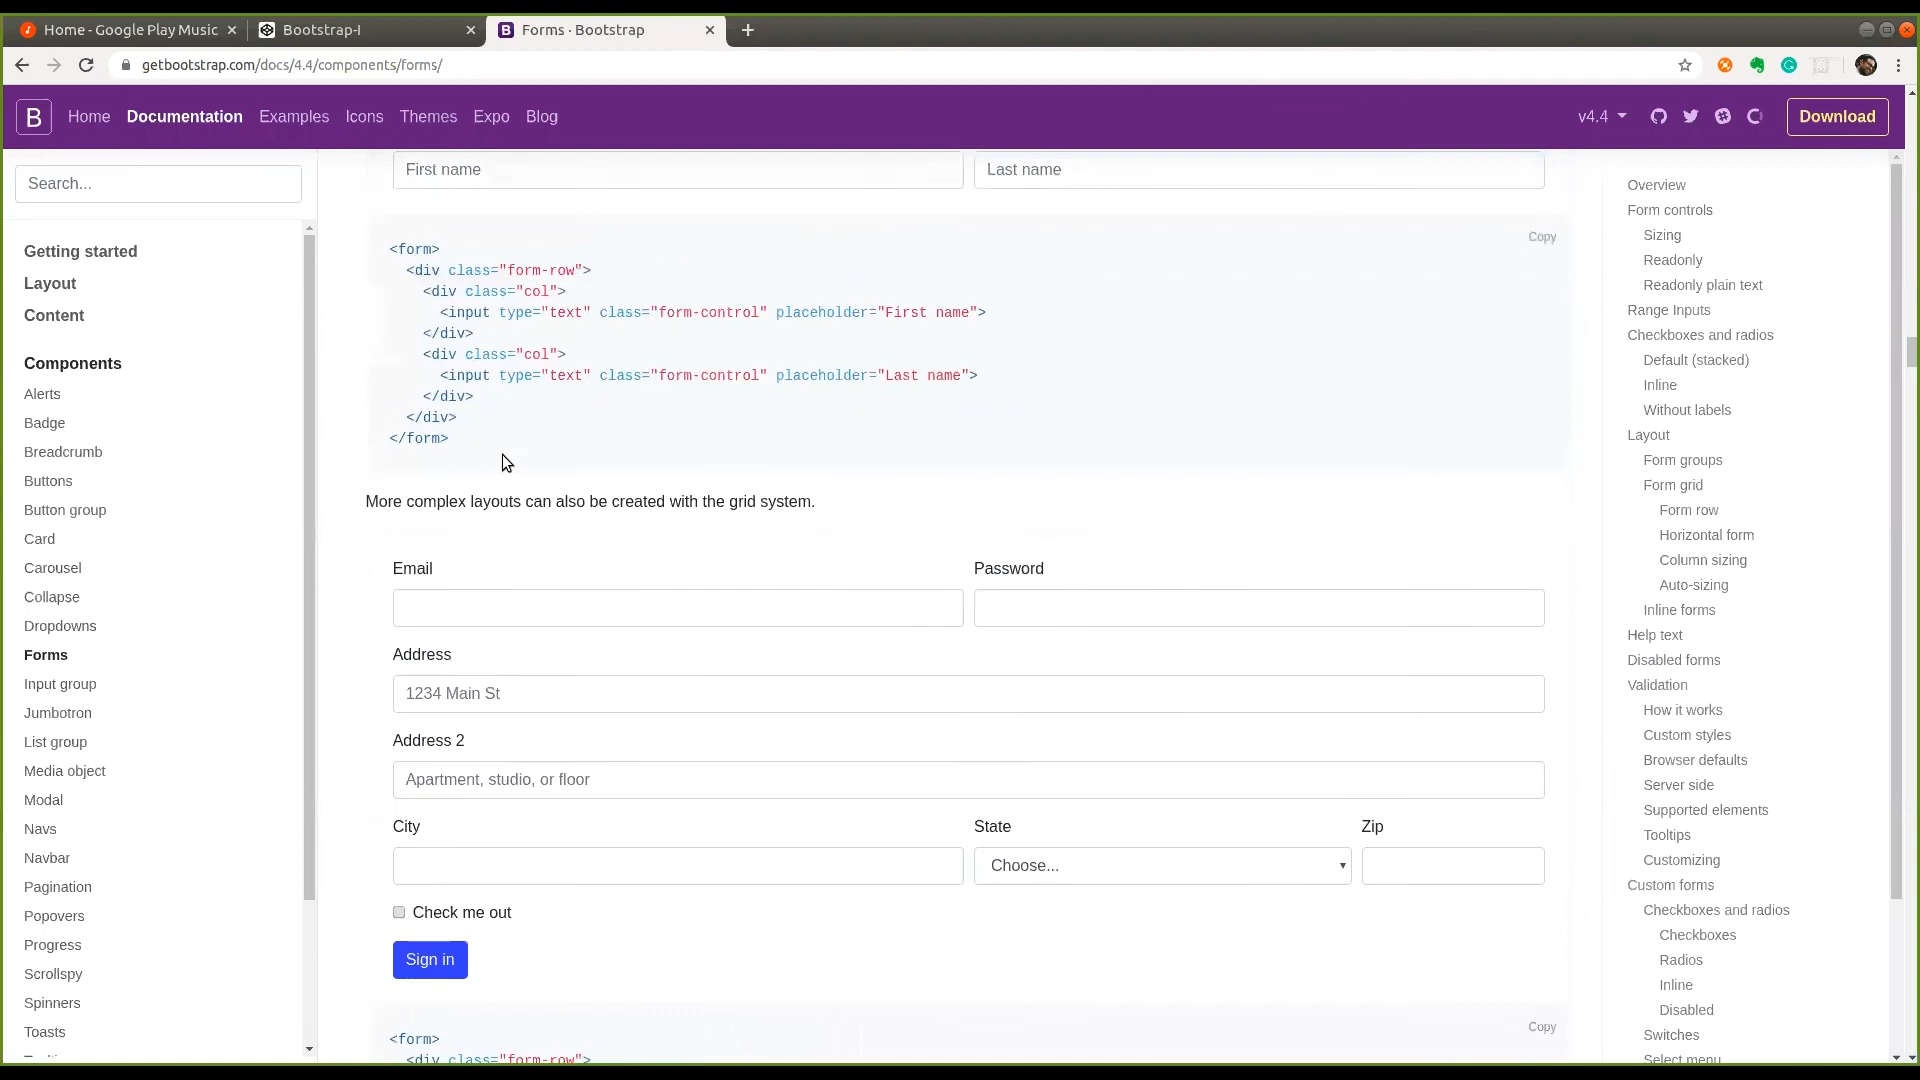 Home - Google Play Music
Bootstrap-I
B Forms · Bootstrap
getbootstrap.com/docs/4.4/components/forms/
B Home Documentation Examples Icons Themes Expo Blog v4.4 Download
Search...
Getting started
Layout
Content
Components
Alerts
Badge
Breadcrumb
Buttons
Button group
Card
Carousel
Collapse
Dropdowns
Forms
Input group
Jumbotron
List group
Media object
Modal
Navs
Navbar
Pagination
Popovers
Progress
Scrollspy
Spinners
Toasts
First name Last name
Copy
<form>
<div class="form-row">
<div class="col">
<input type="text" class="form-control" placeholder="First name">
</div>
<div class="col">
<input type="text" class="form-control" placeholder="Last name">
</div>
</div>
</form>
More complex layouts can also be created with the grid system.
Email Password
Address
1234 Main St
Address 2
Apartment, studio, or floor
City State Zip
Choose...
Check me out
Sign in
Copy
<form>
<div class="form-row">
Overview
Form controls
Sizing
Readonly
Readonly plain text
Range Inputs
Checkboxes and radios
Default (stacked)
Inline
Without labels
Layout
Form groups
Form grid
Form row
Horizontal form
Column sizing
Auto-sizing
Inline forms
Help text
Disabled forms
Validation
How it works
Custom styles
Browser defaults
Server side
Supported elements
Tooltips
Customizing
Custom forms
Checkboxes and radios
Checkboxes
Radios
Inline
Disabled
Switches
Select menu